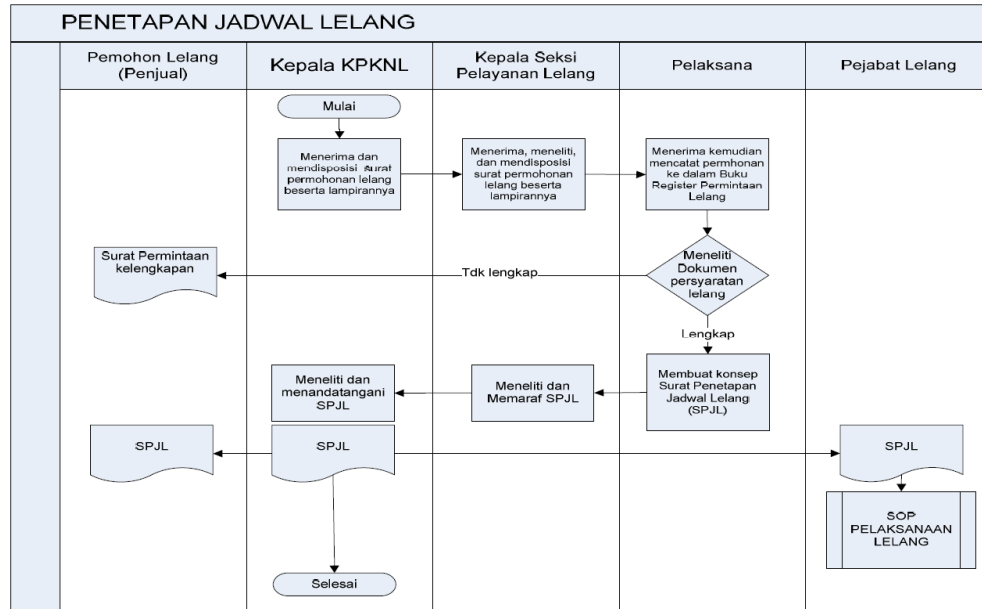 PENETAPAN JADWAL LELANG
Pemohon Lelang
(Penjual)
Kepala KPKNL
Kepala Seksi
Pelayanan Lelang
Pelaksana
Pejabat Lelang
Mulai
Menerima dan
mendisposisi surat
permohonan lelang
beserta lampirannya
Menerima, meneliti,
dan mendisposisi
surat permohonan
lelang beserta
lampirannya
Menerima kemudian
mencatat permhonan
ke dalam Buku
Register Permintaan
Lelang
Surat Permintaan
kelengkapan
Tdk lengkap
Meneliti
Dokumen
persyaratan
lelang
Lengkap
Meneliti dan
menandatangani
SPJL
Meneliti dan
Memaraf SPJL
Membuat konsep
Surat Penetapan
Jadwal Lelang
(SPJL)
SPJL
SPJL
SPJL
SOP
PELAKSANAAN
LELANG
Selesai